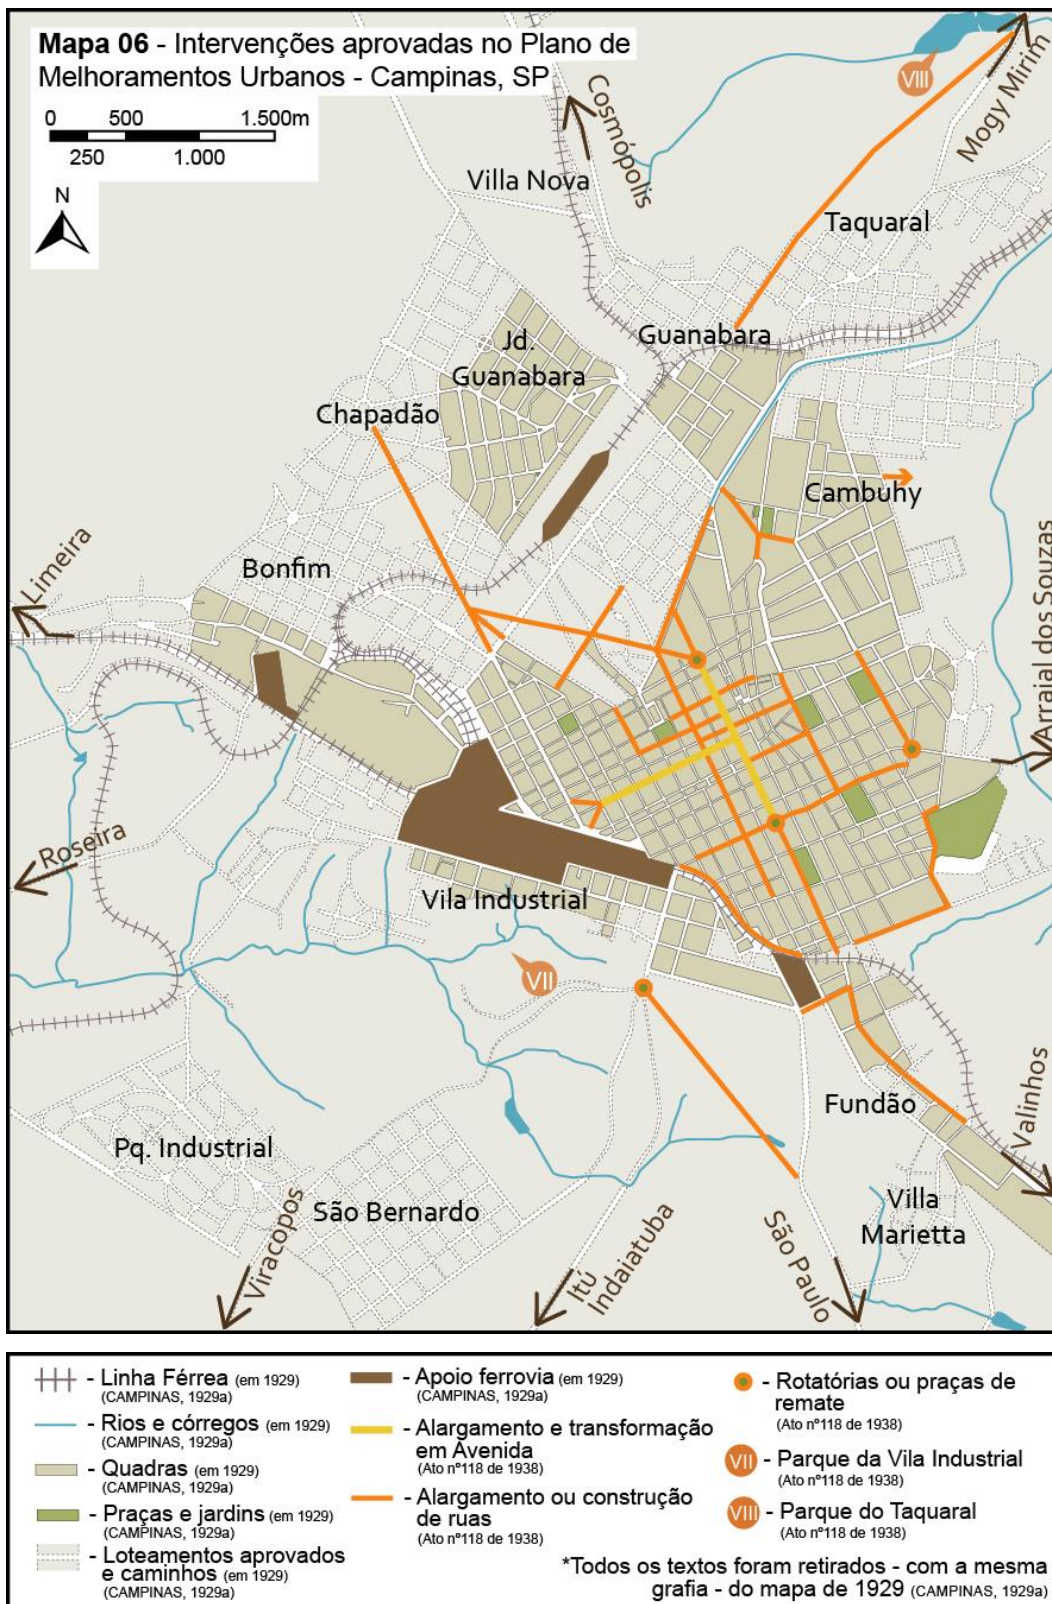 Mapa 06 - Intervenções aprovadas no Plano de
Melhoramentos Urbanos - Campinas, SP
0 500 1.500m
250 1.000
N
VIII
Mogy Mirim
Cosmópolis
Villa Nova
Taquaral
Guanabara
Jd.
Guanabara
Chapadão
Cambuhy
Limeira
Bonfim
Arraial dos Souzas
Roseira
Vila Industrial
VII
Fundão
Valinhos
Pq. Industrial
São Bernardo
Villa
Marietta
Viracopos
Itú
Indaiatuba
São Paulo
- Linha Férrea (em 1929)
(CAMPINAS, 1929a)
- Rios e córregos (em 1929)
(CAMPINAS, 1929a)
- Quadras (em 1929)
(CAMPINAS, 1929a)
- Praças e jardins (em 1929)
(CAMPINAS, 1929a)
- Loteamentos aprovados
e caminhos (em 1929)
(CAMPINAS, 1929a)
- Apoio ferrovia (em 1929)
(CAMPINAS, 1929a)
- Alargamento e transformação
em Avenida
(Ato nº118 de 1938)
- Alargamento ou construção
de ruas
(Ato nº118 de 1938)
- Rotatórias ou praças de
remate
(Ato nº118 de 1938)
VII - Parque da Vila Industrial
(Ato nº118 de 1938)
VIII - Parque do Taquaral
(Ato nº118 de 1938)
*Todos os textos foram retirados - com a mesma
grafia - do mapa de 1929 (CAMPINAS, 1929a)